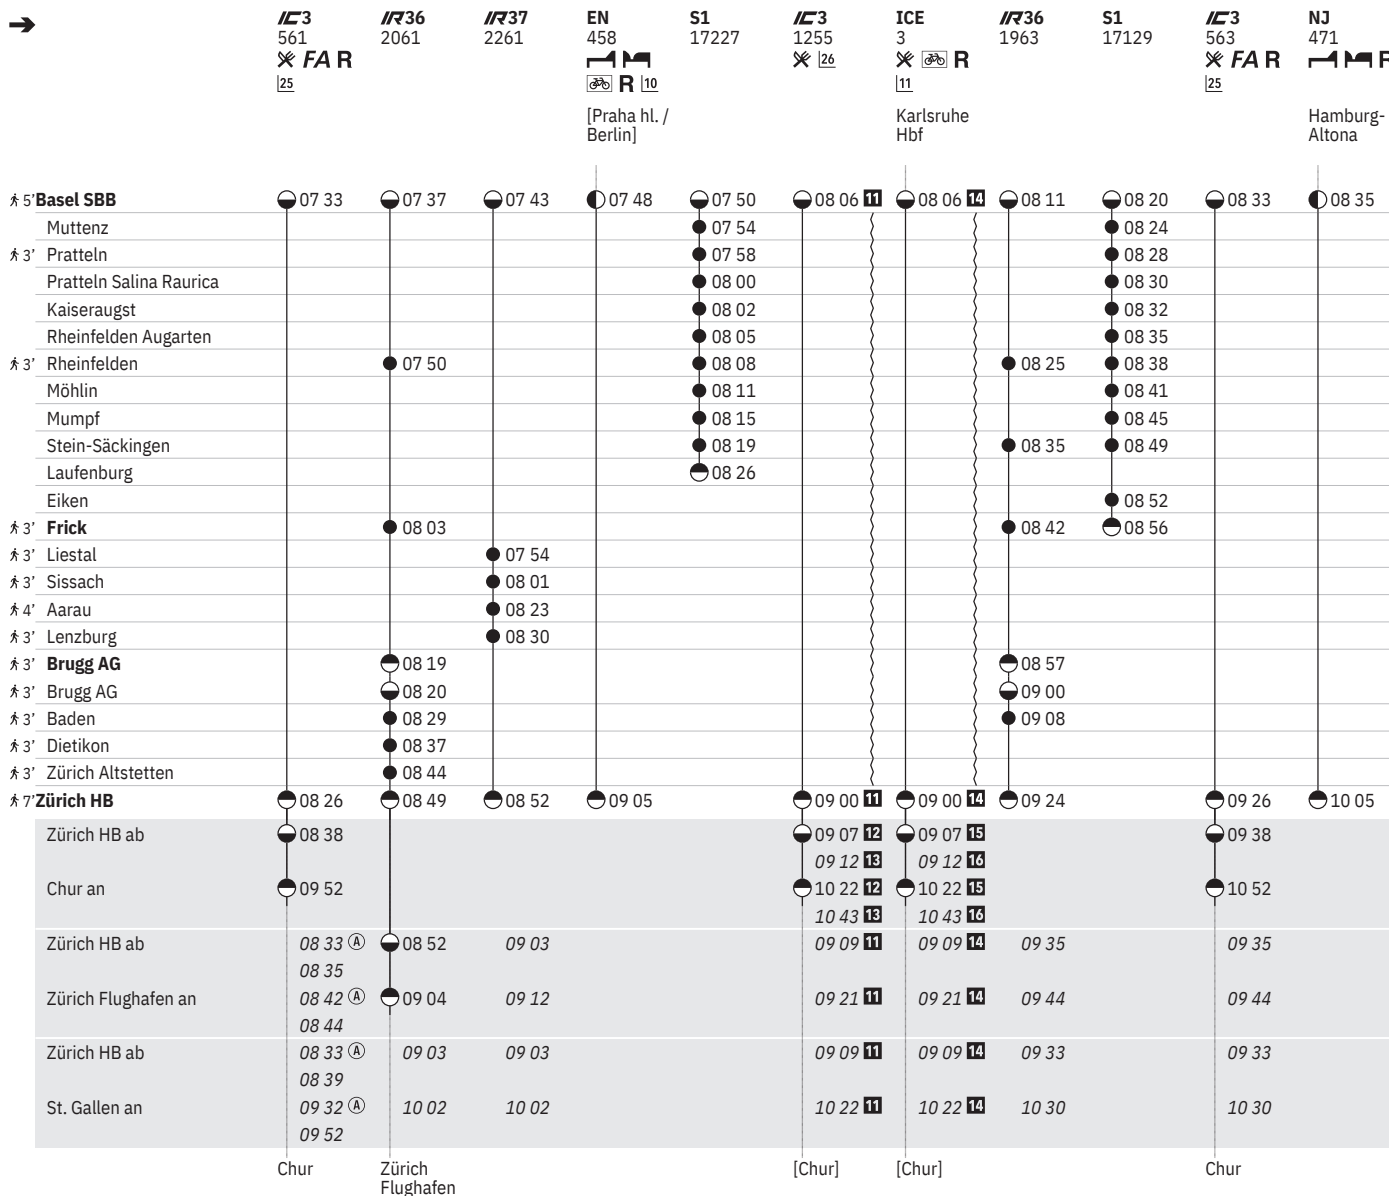 IC3 IR36 IR37 EN S1 IC3 ICE IR36 S1 IC3 NJ
561 2061 2261 458 17227 1255 3 1963 17129 563 471
FA R 26 R FA R R
25 R 10 11 25
[Praha hl. / Karlsruhe Hamburg-
Berlin] Hbf Altona
5' Basel SBB 07 33 07 37 07 43 07 48 07 50 08 06 11 08 06 14 08 11 08 20 08 33 08 35
Muttenz 07 54 08 24
3' Pratteln 07 58 08 28
Pratteln Salina Raurica 08 00 08 30
Kaiseraugst 08 02 08 32
Rheinfelden Augarten 08 05 08 35
3' Rheinfelden 07 50 08 08 08 25 08 38
Möhlin 08 11 08 41
Mumpf 08 15 08 45
Stein-Säckingen 08 19 08 35 08 49
Laufenburg 08 26
Eiken 08 52
3' Frick 08 03 08 42 08 56
3' Liestal 07 54
3' Sissach 08 01
4' Aarau 08 23
3' Lenzburg 08 30
3' Brugg AG 08 19 08 57
3' Brugg AG 08 20 09 00
3' Baden 08 29 09 08
3' Dietikon 08 37
3' Zürich Altstetten 08 44
7' Zürich HB 08 26 08 49 08 52 09 05 09 00 11 09 00 14 09 24 09 26 10 05
Zürich HB ab 08 38 09 07 12 09 07 15 09 38
09 12 13 09 12 16
Chur an 09 52 10 22 12 10 22 15 10 52
10 43 13 10 43 16
Zürich HB ab 08 33 A 08 52 09 03 09 09 11 09 09 14 09 35 09 35
08 35
Zürich Flughafen an 08 42 A 09 04 09 12 09 21 11 09 21 14 09 44 09 44
08 44
Zürich HB ab 08 33 A 09 03 09 03 09 09 11 09 09 14 09 33 09 33
08 39
St. Gallen an 09 32 A 10 02 10 02 10 22 11 10 22 14 10 30 10 30
09 52
Chur Zürich [Chur] [Chur] Chur
Flughafen